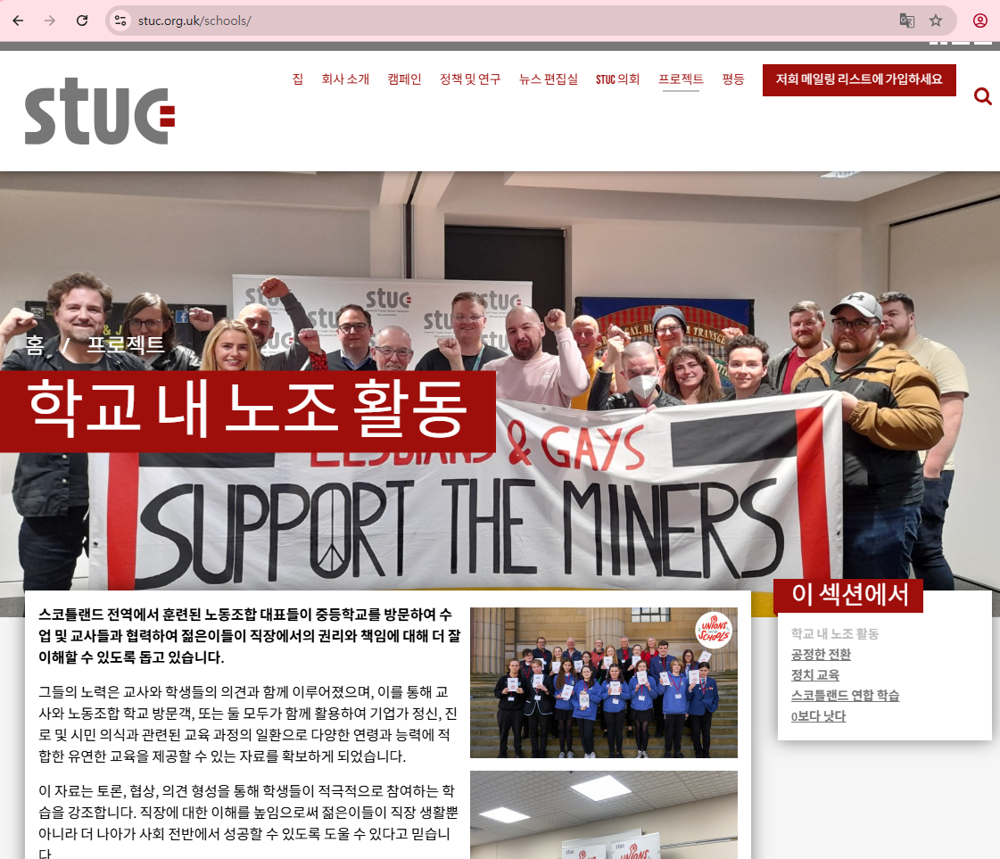 stuc.org.uk/schools/
stuc
집 회사 소개 캠페인 정책 및 연구 뉴스 편집실 STUC 의회 프로젝트 평등 저희 메일링 리스트에 가입하세요
stuc stuc
stuc stuc
홈 / 프로젝트
학교 내 노조 활동
LESBIANS & GAYS
SUPPORT THE MINERS
스코틀랜드 전역에서 훈련된 노동조합 대표들이 중등학교를 방문하여 수
업 및 교사들과 협력하여 젊은이들이 직장에서의 권리와 책임에 대해 더 잘
이해할 수 있도록 돕고 있습니다.
그들의 노력은 교사와 학생들의 의견과 함께 이루어졌으며, 이를 통해 교
사와 노동조합 학교 방문객, 또는 둘 모두가 함께 활용하여 기업가 정신, 진
로 및 시민 의식과 관련된 교육 과정의 일환으로 다양한 연령과 능력에 적
합한 유연한 교육을 제공할 수 있는 자료를 확보하게 되었습니다.
이 자료는 토론, 협상, 의견 형성을 통해 학생들이 적극적으로 참여하는 학
습을 강조합니다. 직장에 대한 이해를 높임으로써 젊은이들이 직장 생활뿐
아니라 더 나아가 사회 전반에서 성공할 수 있도록 도울 수 있다고 믿습니
다
UNIONS
SCHOOLS
stuc stuc
UNIONS
이 섹션에서
학교 내 노조 활동
공정한 전환
정치 교육
스코틀랜드 연합 학습
0보다 낫다